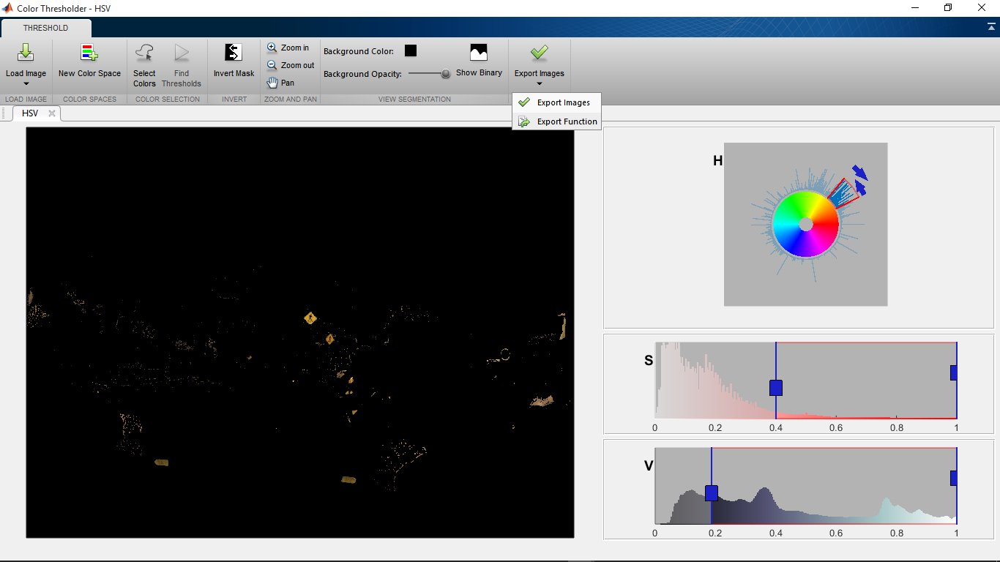 Color Thresholder - HSV
THRESHOLD
Load Image
New Color Space
Select
Colors
Find
Thresholds
Invert Mask
Zoom in
Zoom out
Pan
Background Color:
Background Opacity:
Show Binary
Export Images
LOAD IMAGE
COLOR SPACES
COLOR SELECTION
INVERT
ZOOM AND PAN
VIEW SEGMENTATION
Export Images
Export Function
HSV
H
S
0 0.2 0.4 0.6 0.8 1
V
0 0.2 0.4 0.6 0.8 1